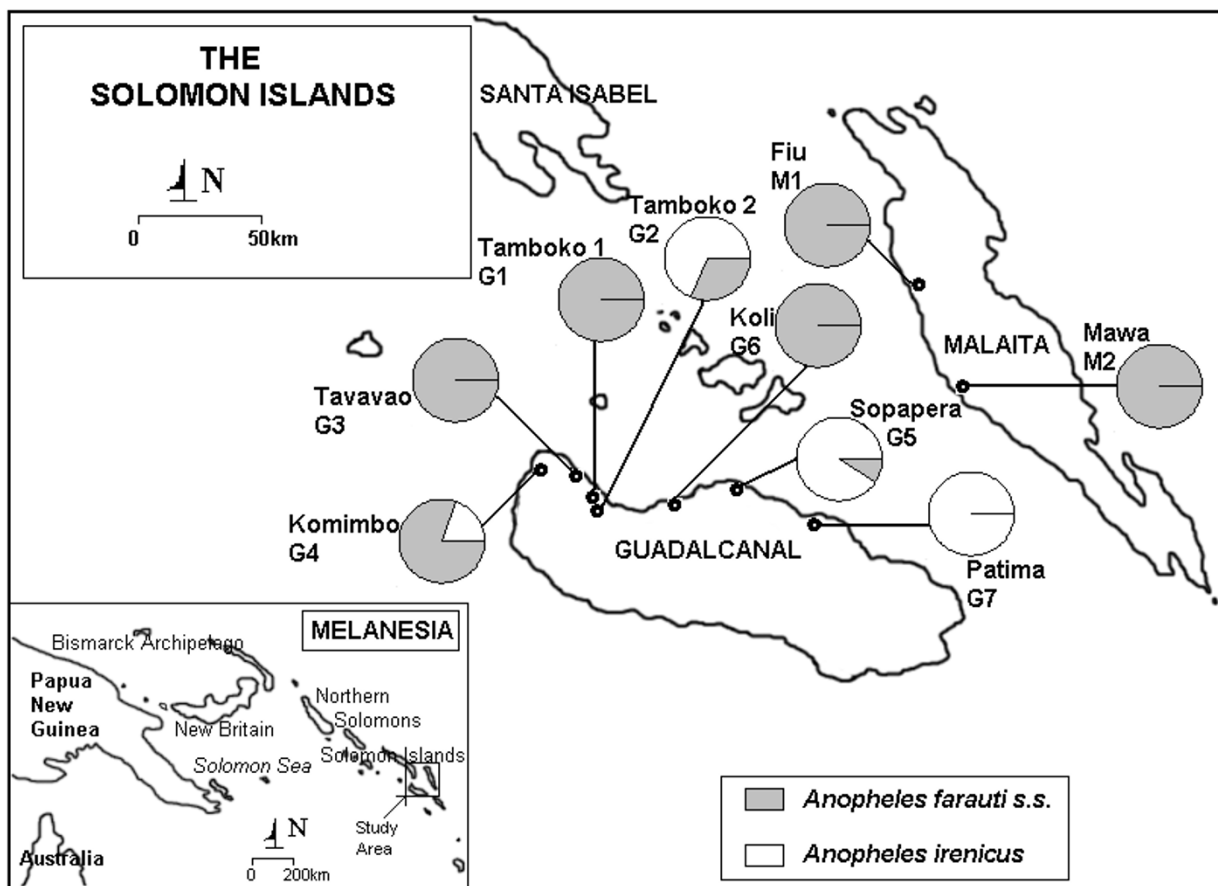 THE
SOLOMON ISLANDS
N
0 50km
SANTA ISABEL
Fiu
M1
Tamboko 2
G2
Tamboko 1
G1
Koli
G6
MALAITA
Mawa
M2
Tavavao
G3
Sopapera
G5
Komimbo
G4
GUADALCANAL
Patima
G7
MELANESIA
Bismarck Archipelago
Papua
New
Guinea
New Britain
Northern
Solomons
Solomon Islands
Solomon Sea
Study
Area
N
0 200km
Australia
Anopheles farauti s.s.
Anopheles irenicus